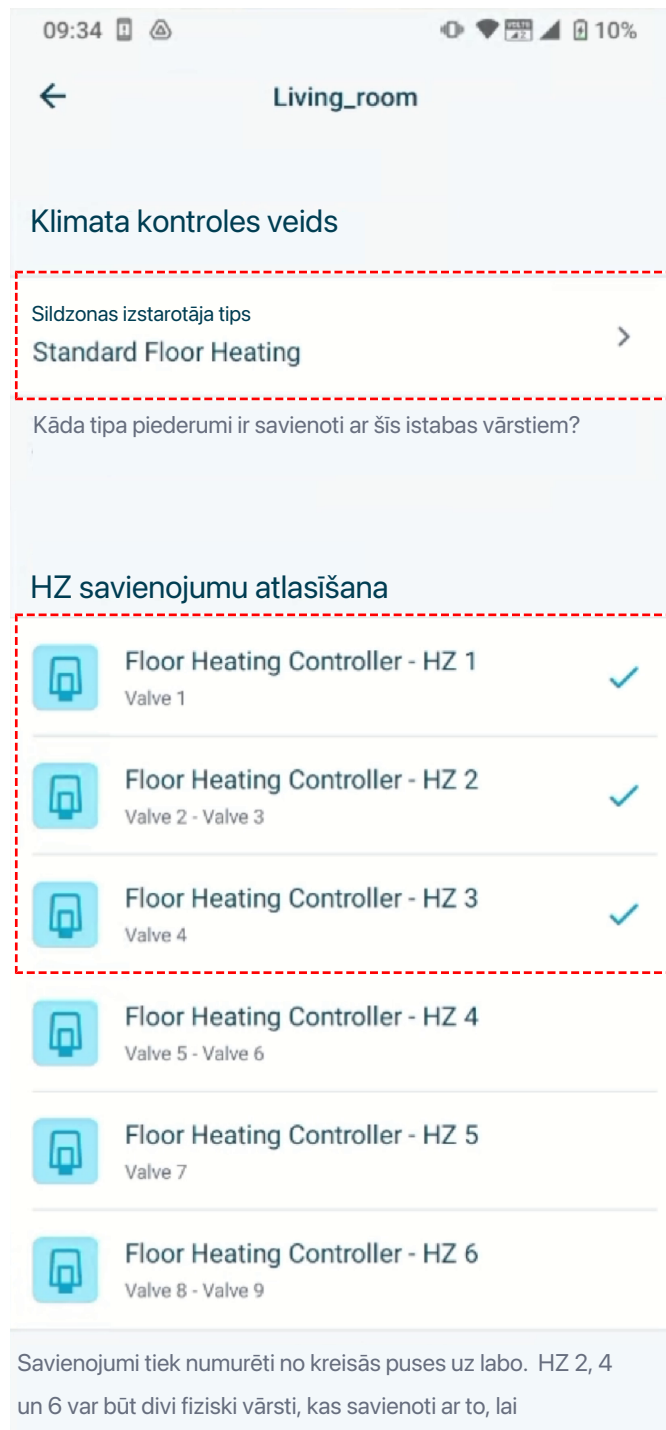 09:34
10%
Living_room
Klimata kontroles veids
Sildzonas izstarotāja tips
Standard Floor Heating
Kāda tipa piederumi ir savienoti ar šīs istabas vārstiem?
HZ savienojumu atlasīšana
Floor Heating Controller - HZ 1
Valve 1
Floor Heating Controller - HZ 2
Valve 2 - Valve 3
Floor Heating Controller - HZ 3
Valve 4
Floor Heating Controller - HZ 4
Valve 5 - Valve 6
Floor Heating Controller - HZ 5
Valve 7
Floor Heating Controller - HZ 6
Valve 8 - Valve 9
Savienojumi tiek numurēti no kreisās puses uz labo. HZ 2, 4
un 6 var būt divi fiziski vārsti, kas savienoti ar to, lai